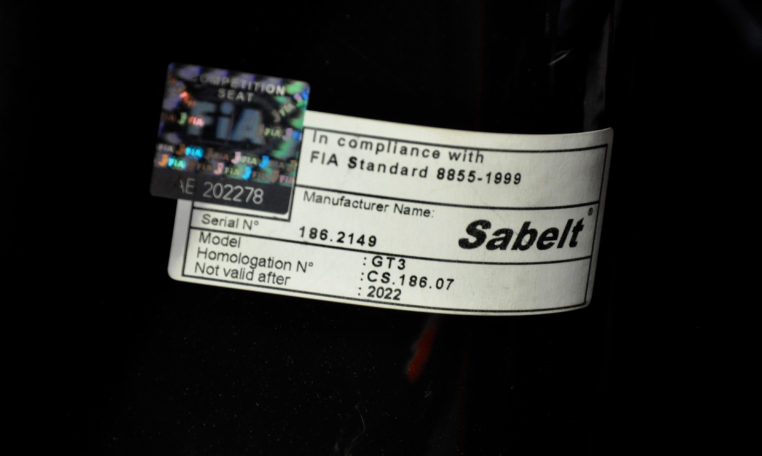 COMPETITION
SEAT
FIA
AE 202278
In compliance with
FIA Standard 8855-1999
Manufacturer Name:
Sabelt®
Serial N° 186.2149
Model : GT3
Homologation N° :CS.186.07
Not valid after : 2022